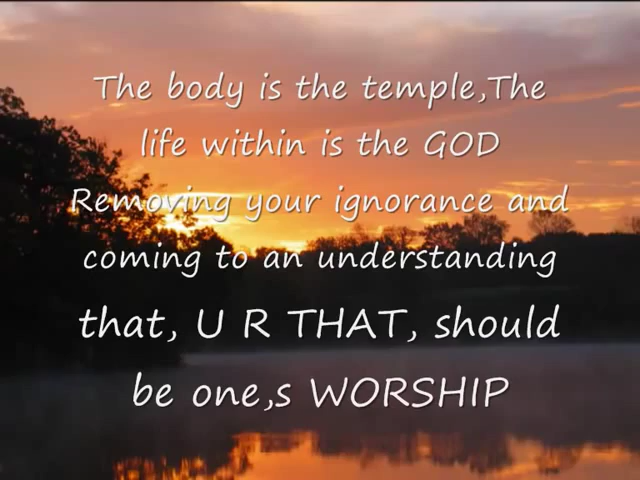 The body is the temple,The
life within is the GOD
Removing your ignorance and
coming to an understanding
that, U R THAT, should
be one,s WORSHIP